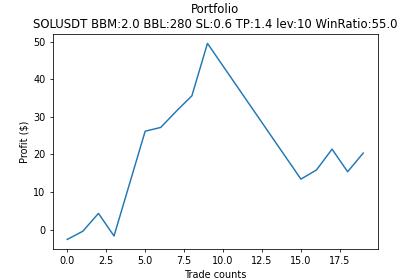 Portfolio
SOLUSDT BBM:2.0 BBL:280 SL:0.6 TP:1.4 lev:10 WinRatio:55.0
50
40
30
20
10
0
Profit ($)
0.0 2.5 5.0 7.5 10.0 12.5 15.0 17.5
Trade counts